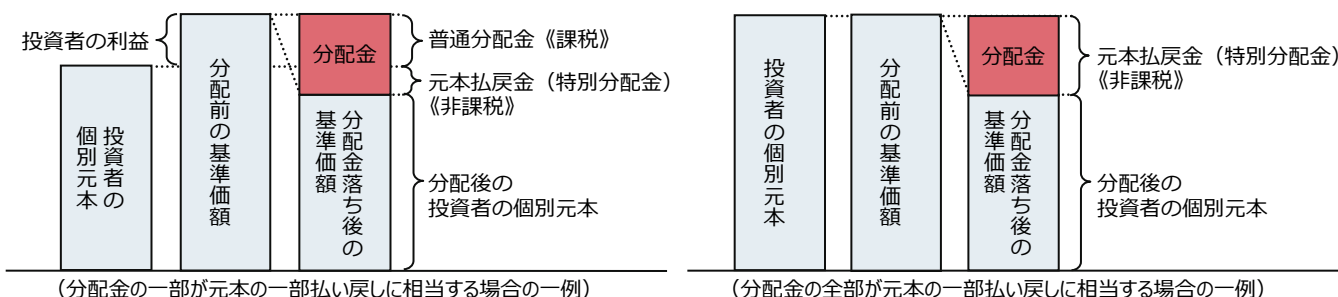 投資者の利益
投資者の
個別元本
分配前の基準価額
分配金
分配金落ち後の
基準価額
普通分配金《課税》
元本払戻金（特別分配金）
《非課税》
分配後の
投資者の個別元本
（分配金の一部が元本の一部払い戻しに相当する場合の一例）
投資者の個別元本
分配前の基準価額
分配金
分配金落ち後の
基準価額
元本払戻金（特別分配金）
《非課税》
分配後の
投資者の個別元本
（分配金の全部が元本の一部払い戻しに相当する場合の一例）